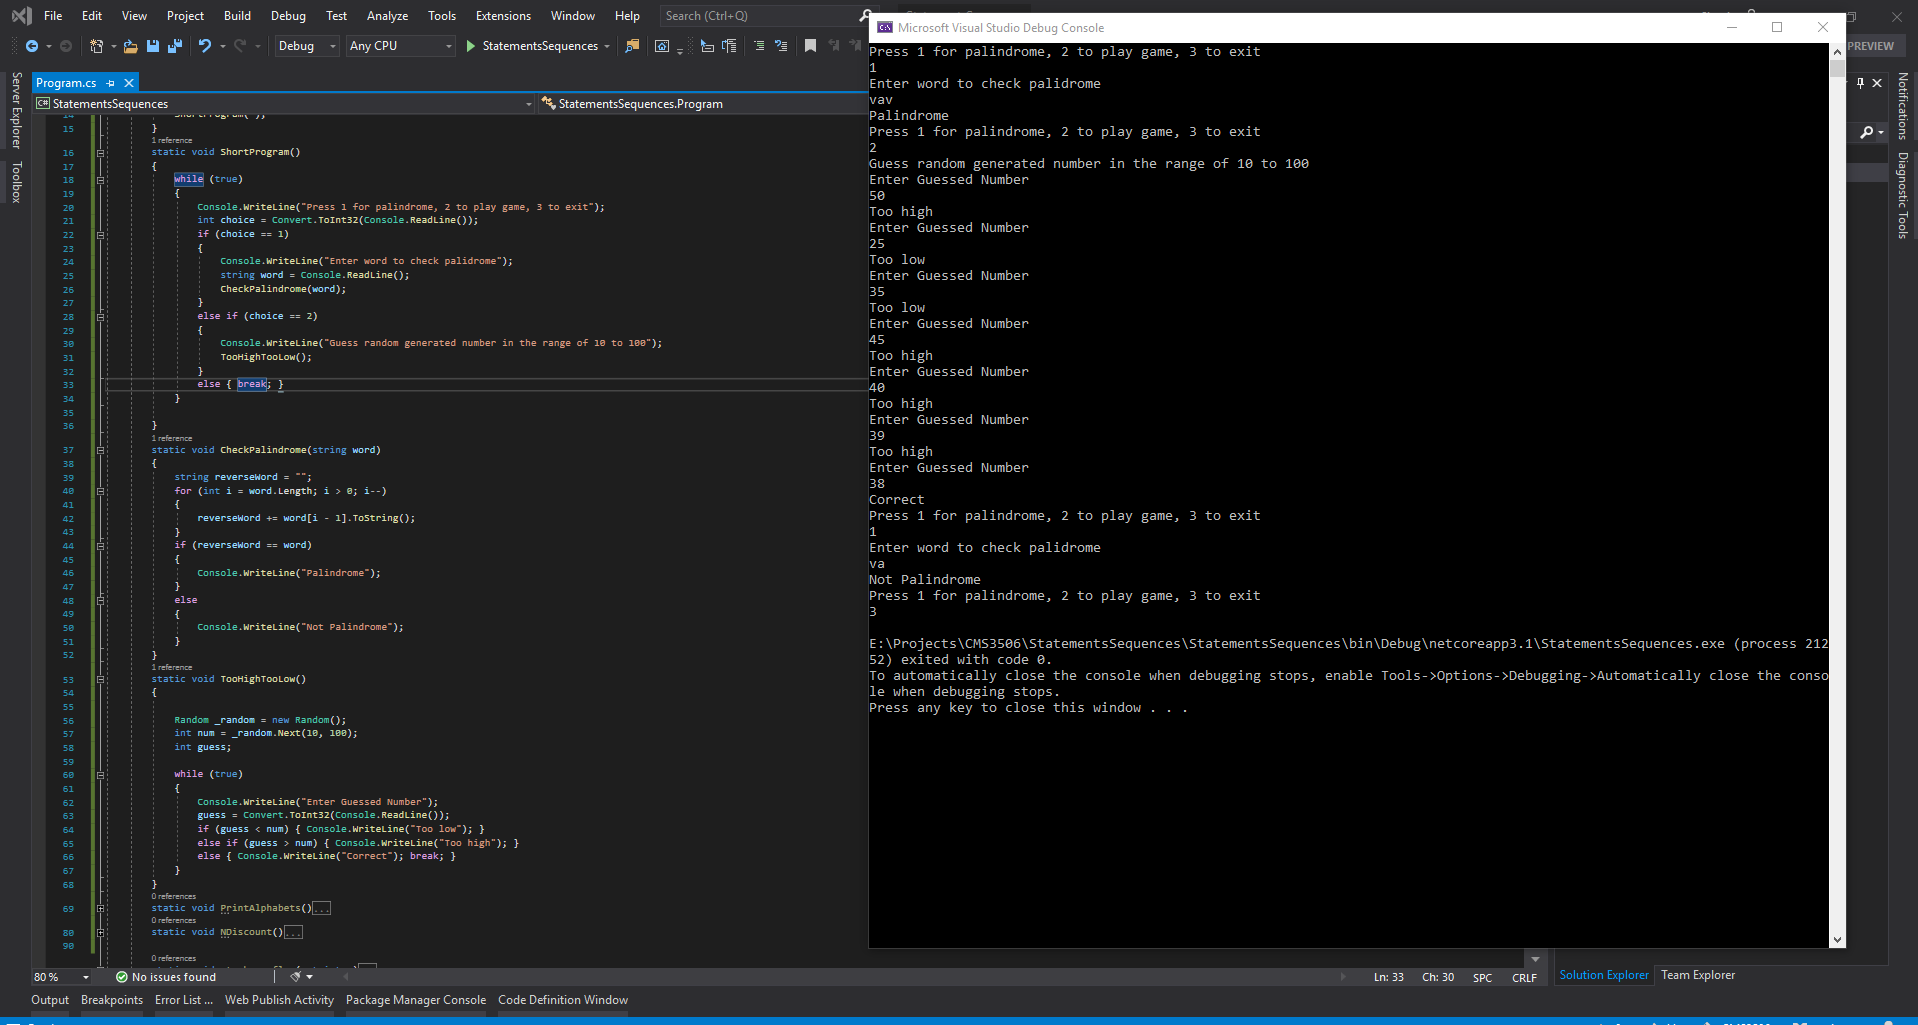 File Edit View Project Build Debug Test Analyze Tools Extensions Window Help Search (Ctrl+Q)
Debug Any CPU StatementsSequences
PREVIEW
Server Explorer
Toolbox
Program.cs
StatementsSequences StatementsSequences.Program
15 }
1 reference
16 static void ShortProgram()
17 {
18 while (true)
19 {
20 Console.WriteLine("Press 1 for palindrome, 2 to play game, 3 to exit");
21 int choice = Convert.ToInt32(Console.ReadLine());
22 if (choice == 1)
23 {
24 Console.WriteLine("Enter word to check palidrome");
25 string word = Console.ReadLine();
26 CheckPalindrome(word);
27 }
28 else if (choice == 2)
29 {
30 Console.WriteLine("Guess random generated number in the range of 10 to 100");
31 TooHighTooLow();
32 }
33 else { break; }
34 }
35
36 }
1 reference
37 static void CheckPalindrome(string word)
38 {
39 string reverseWord = "";
40 for (int i = word.Length; i > 0; i--)
41 {
42 reverseWord += word[i - 1].ToString();
43 }
44 if (reverseWord == word)
45 {
46 Console.WriteLine("Palindrome");
47 }
48 else
49 {
50 Console.WriteLine("Not Palindrome");
51 }
52 }
1 reference
53 static void TooHighTooLow()
54 {
55
56 Random _random = new Random();
57 int num = _random.Next(10, 100);
58 int guess;
59
60 while (true)
61 {
62 Console.WriteLine("Enter Guessed Number");
63 guess = Convert.ToInt32(Console.ReadLine());
64 if (guess < num) { Console.WriteLine("Too low"); }
65 else if (guess > num) { Console.WriteLine("Too high"); }
66 else { Console.WriteLine("Correct"); break; }
67 }
68 }
0 references
69 static void PrintAlphabets()...
0 references
80 static void NDiscount()...
90
0 references
80 % No issues found Ln: 33 Ch: 30 SPC CRLF
Output Breakpoints Error List ... Web Publish Activity Package Manager Console Code Definition Window
Microsoft Visual Studio Debug Console
Press 1 for palindrome, 2 to play game, 3 to exit
1
Enter word to check palidrome
vav
Palindrome
Press 1 for palindrome, 2 to play game, 3 to exit
2
Guess random generated number in the range of 10 to 100
Enter Guessed Number
50
Too high
Enter Guessed Number
25
Too low
Enter Guessed Number
35
Too low
Enter Guessed Number
45
Too high
Enter Guessed Number
40
Too high
Enter Guessed Number
39
Too high
Enter Guessed Number
38
Correct
Press 1 for palindrome, 2 to play game, 3 to exit
1
Enter word to check palidrome
va
Not Palindrome
Press 1 for palindrome, 2 to play game, 3 to exit
3
E:\Projects\CMS3506\StatementsSequences\StatementsSequences\bin\Debug\netcoreapp3.1\StatementsSequences.exe (process 212
52) exited with code 0.
To automatically close the console when debugging stops, enable Tools->Options->Debugging->Automatically close the conso
le when debugging stops.
Press any key to close this window . . .
Notifications
Diagnostic Tools
Solution Explorer Team Explorer